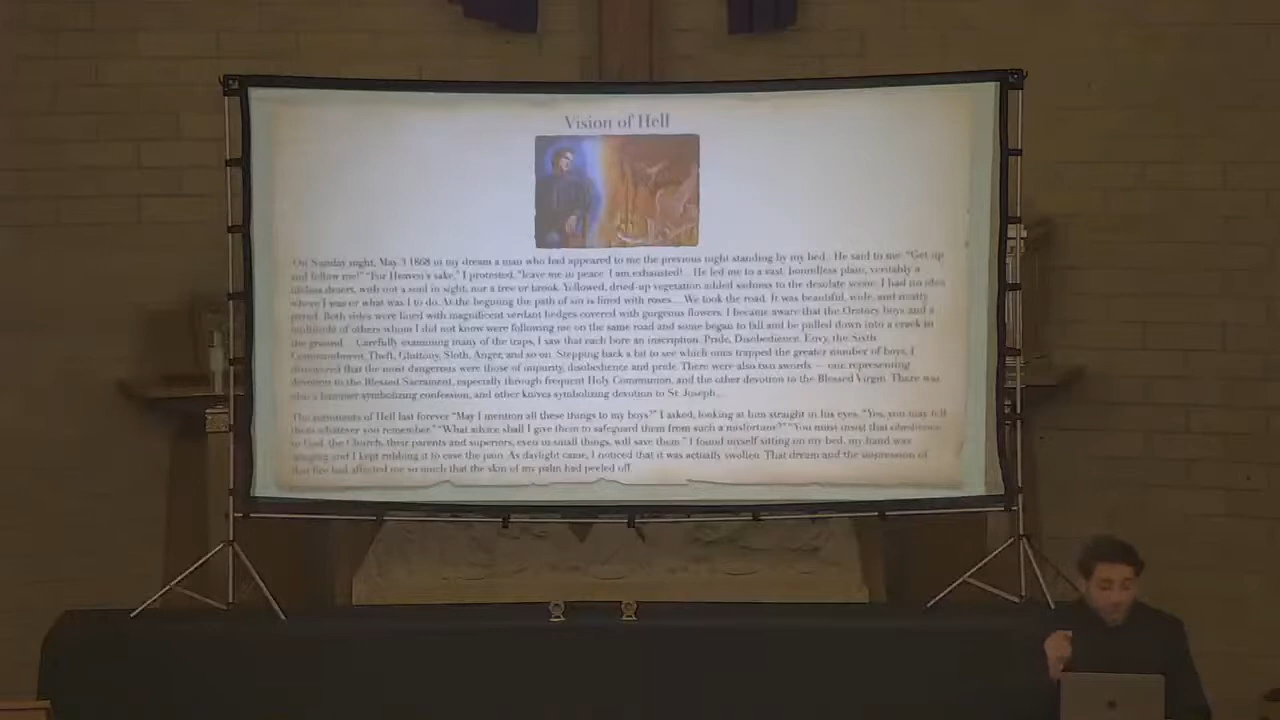 Vision of Hell
On Sunday night, May 3 1868 in my dream a man who had appeared to me the previous night standing by my bed.. He said to me "Get up
and follow me!" "For Heaven's sake," I protested, "leave me in peace. I am exhausted!.. He led me to a vast, boundless plain, veritably a
lifeless desert, with out a soul in sight, nor a tree or brook. Yellowed, dried-up vegetation added sadness to the desolate scene. I had no idea
where I was or what was I to do. At the beguing the path of sin is lined with roses.... We took the road. It was beautiful, wide, and neatly
paved. Both sides were lined with magnificent verdant hedges covered with gorgeous flowers. I became aware that the Oratory boys and a
multitude of others whom I did not know were following me on the same road and some began to fall and be pulled down into a crack in
the ground... Carefully examining many of the traps, I saw that each bore an inscription: Pride, Disobedience, Envy, the Sixth
Commandment, Theft, Gluttony, Sloth, Anger, and so on. Stepping back a bit to see which ones trapped the greater number of boys, I
discovered that the most dangerous were those of impurity, disobedience and pride. There were also two swords — one representing
devotion to the Blessed Sacrament, especially through frequent Holy Communion, and the other devotion to the Blessed Virgin. There was
also a hammer symbolizing confession, and other knives symbolizing devotion to St. Joseph...
The torments of Hell last forever "May I mention all these things to my boys?" I asked, looking at him straight in his eyes. "Yes, you may tell
them whatever you remember." "What advice shall I give them to safeguard them from such a misfortune?" "You must insist that obedience
to God, the Church, their parents and superiors, even in small things, will save them." I found myself sitting on my bed, my hand was
stinging and I kept rubbing it to ease the pain. As daylight came, I noticed that it was actually swollen. That dream and the impression of
that fire had affected me so much that the skin of my palm had peeled off.